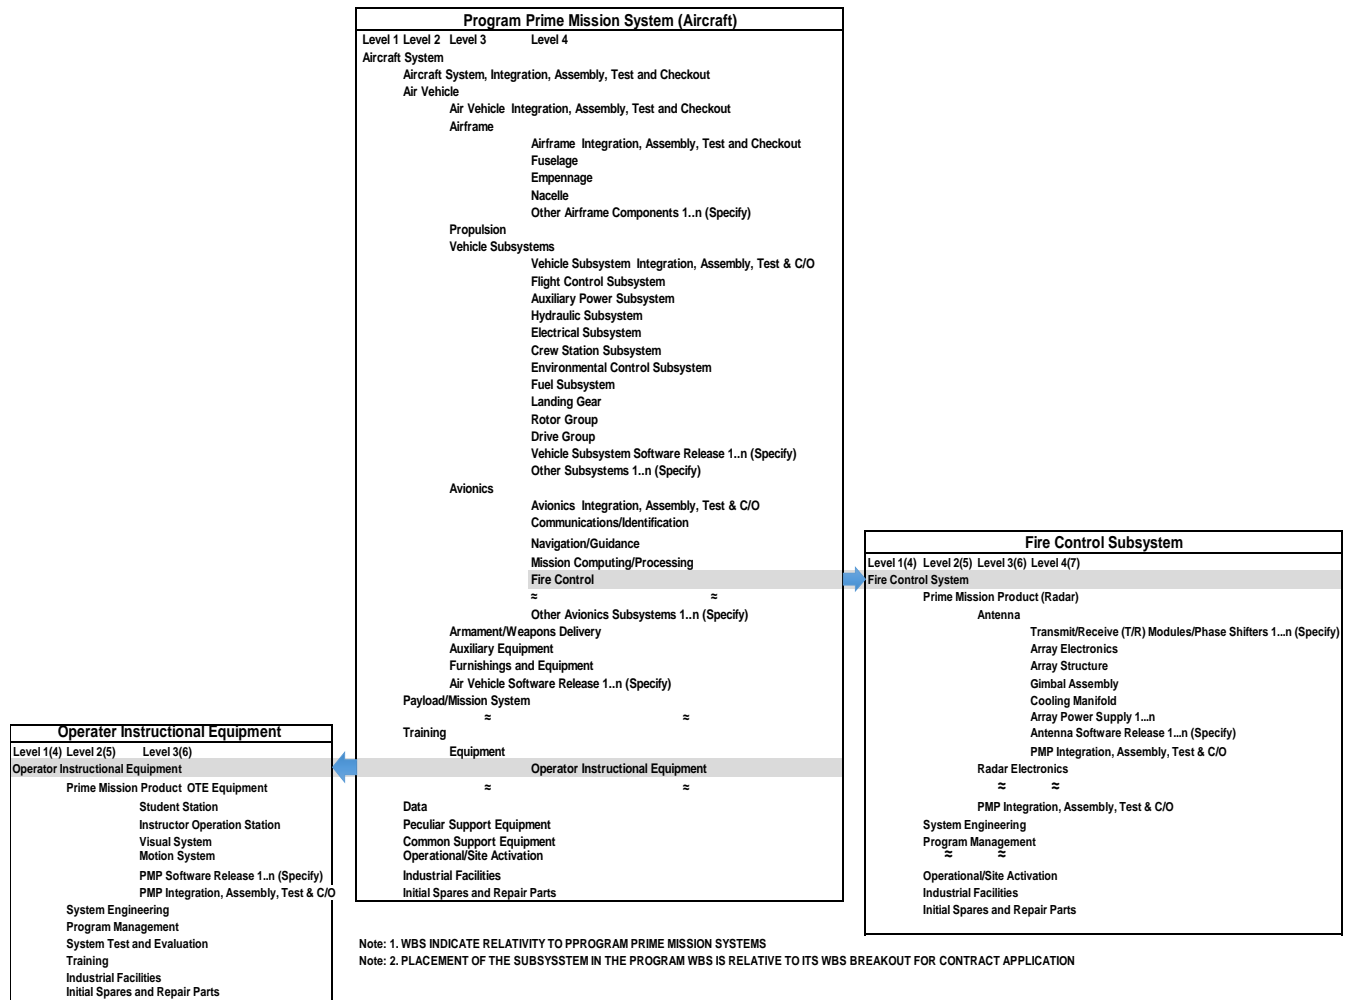 Program Prime Mission System (Aircraft)
Level 1 Level 2 Level 3 Level 4
Aircraft System
Aircraft System, Integration, Assembly, Test and Checkout
Air Vehicle
Air Vehicle Integration, Assembly, Test and Checkout
Airframe
Airframe Integration, Assembly, Test and Checkout
Fuselage
Empennage
Nacelle
Other Airframe Components 1..n (Specify)
Propulsion
Vehicle Subsystems
Vehicle Subsystem Integration, Assembly, Test & C/O
Flight Control Subsystem
Auxiliary Power Subsystem
Hydraulic Subsystem
Electrical Subsystem
Crew Station Subsystem
Environmental Control Subsystem
Fuel Subsystem
Landing Gear
Rotor Group
Drive Group
Vehicle Subsystem Software Release 1..n (Specify)
Other Subsystems 1..n (Specify)
Avionics
Avionics Integration, Assembly, Test & C/O
Communications/Identification
Navigation/Guidance
Mission Computing/Processing
Fire Control
≈ ≈
Other Avionics Subsystems 1..n (Specify)
Armament/Weapons Delivery
Auxiliary Equipment
Furnishings and Equipment
Air Vehicle Software Release 1..n (Specify)
Payload/Mission System
≈ ≈
Training
Equipment
Operator Instructional Equipment
≈ ≈
Data
Peculiar Support Equipment
Common Support Equipment
Operational/Site Activation
Industrial Facilities
Initial Spares and Repair Parts
Fire Control Subsystem
Level 1(4) Level 2(5) Level 3(6) Level 4(7)
Fire Control System
Prime Mission Product (Radar)
Antenna
Transmit/Receive (T/R) Modules/Phase Shifters 1...n (Specify)
Array Electronics
Array Structure
Gimbal Assembly
Cooling Manifold
Array Power Supply 1...n
Antenna Software Release 1...n (Specify)
PMP Integration, Assembly, Test & C/O
Radar Electronics
≈ ≈
PMP Integration, Assembly, Test & C/O
System Engineering
Program Management
≈ ≈
Operational/Site Activation
Industrial Facilities
Initial Spares and Repair Parts
Operater Instructional Equipment
Level 1(4) Level 2(5) Level 3(6)
Operator Instructional Equipment
Prime Mission Product OTE Equipment
Student Station
Instructor Operation Station
Visual System
Motion System
PMP Software Release 1..n (Specify)
PMP Integration, Assembly, Test & C/O
System Engineering
Program Management
System Test and Evaluation
Training
Industrial Facilities
Initial Spares and Repair Parts
Note: 1. WBS INDICATE RELATIVITY TO PPROGRAM PRIME MISSION SYSTEMS
Note: 2. PLACEMENT OF THE SUBSYSSTEM IN THE PROGRAM WBS IS RELATIVE TO ITS WBS BREAKOUT FOR CONTRACT APPLICATION